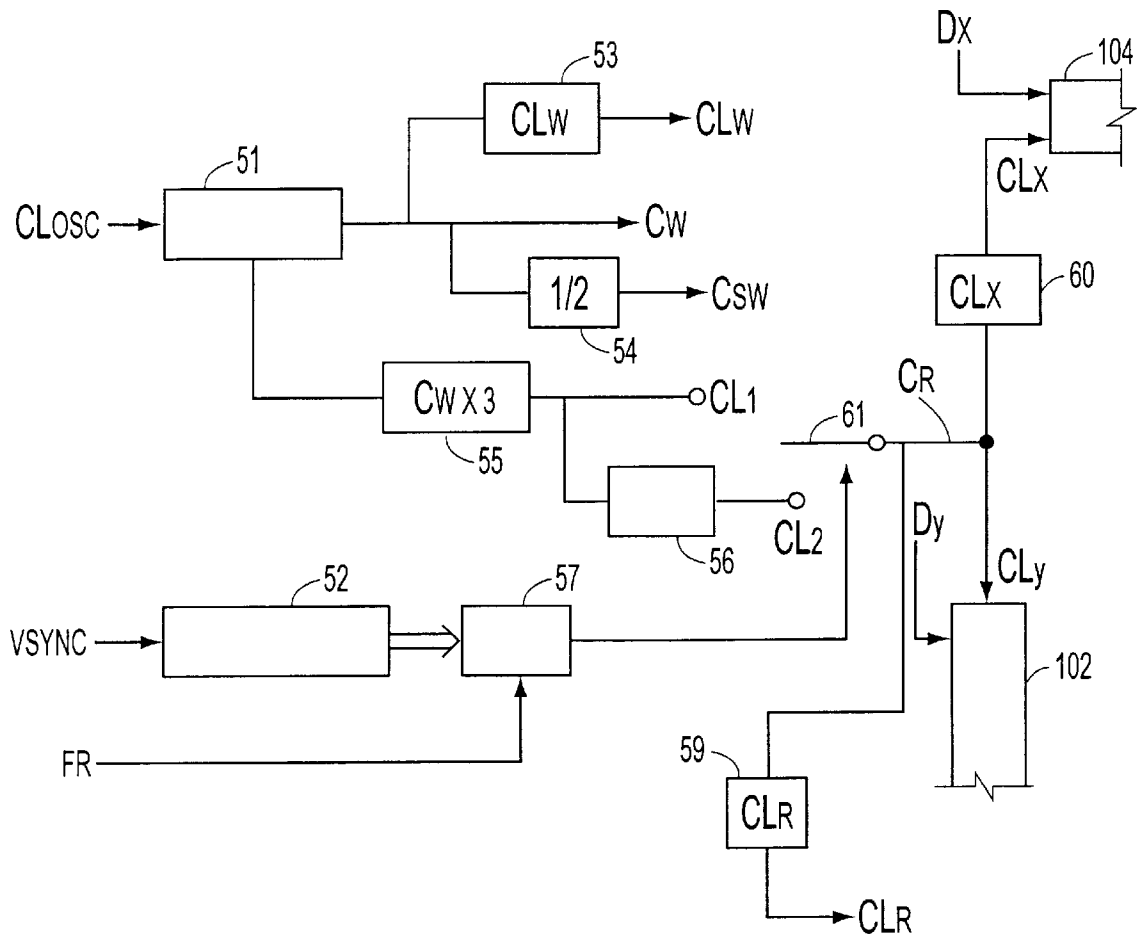 DX
104
53
CLW
CLW
CLX
51
CLOSC
CW
60
CLX
1/2
CSW
54
CR
CW X 3
CL1
61
55
Dy
CL2
56
CLy
52
57
VSYNC
102
FR
59
CLR
CLR